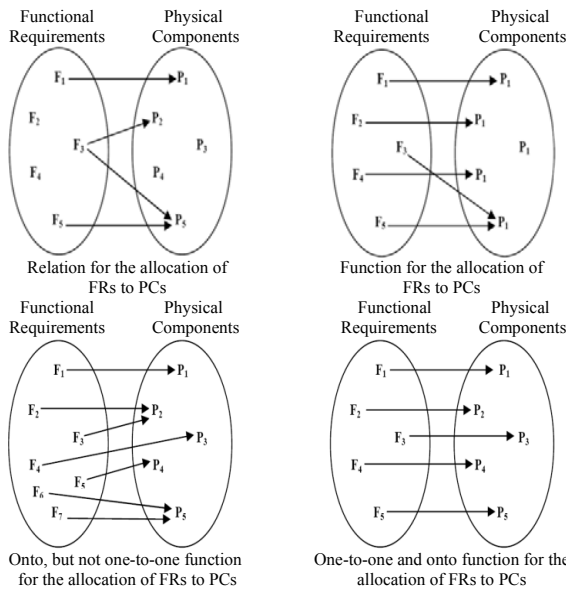 Functional Requirements
Physical Components
F1
P1
F2
P2
F3
P3
F4
P4
F5
P5
Relation for the allocation of
FRs to PCs
Functional Requirements
Physical Components
F1
P1
F2
P1
F3
P1
F4
P1
F5
P1
Function for the allocation of
FRs to PCs
Functional Requirements
Physical Components
F1
P1
F2
P2
F3
P3
F4
P4
F5
F6
P5
F7
Onto, but not one-to-one function
for the allocation of FRs to PCs
Functional Requirements
Physical Components
F1
P1
F2
P2
F3
P3
F4
P4
F5
P5
One-to-one and onto function for the
allocation of FRs to PCs